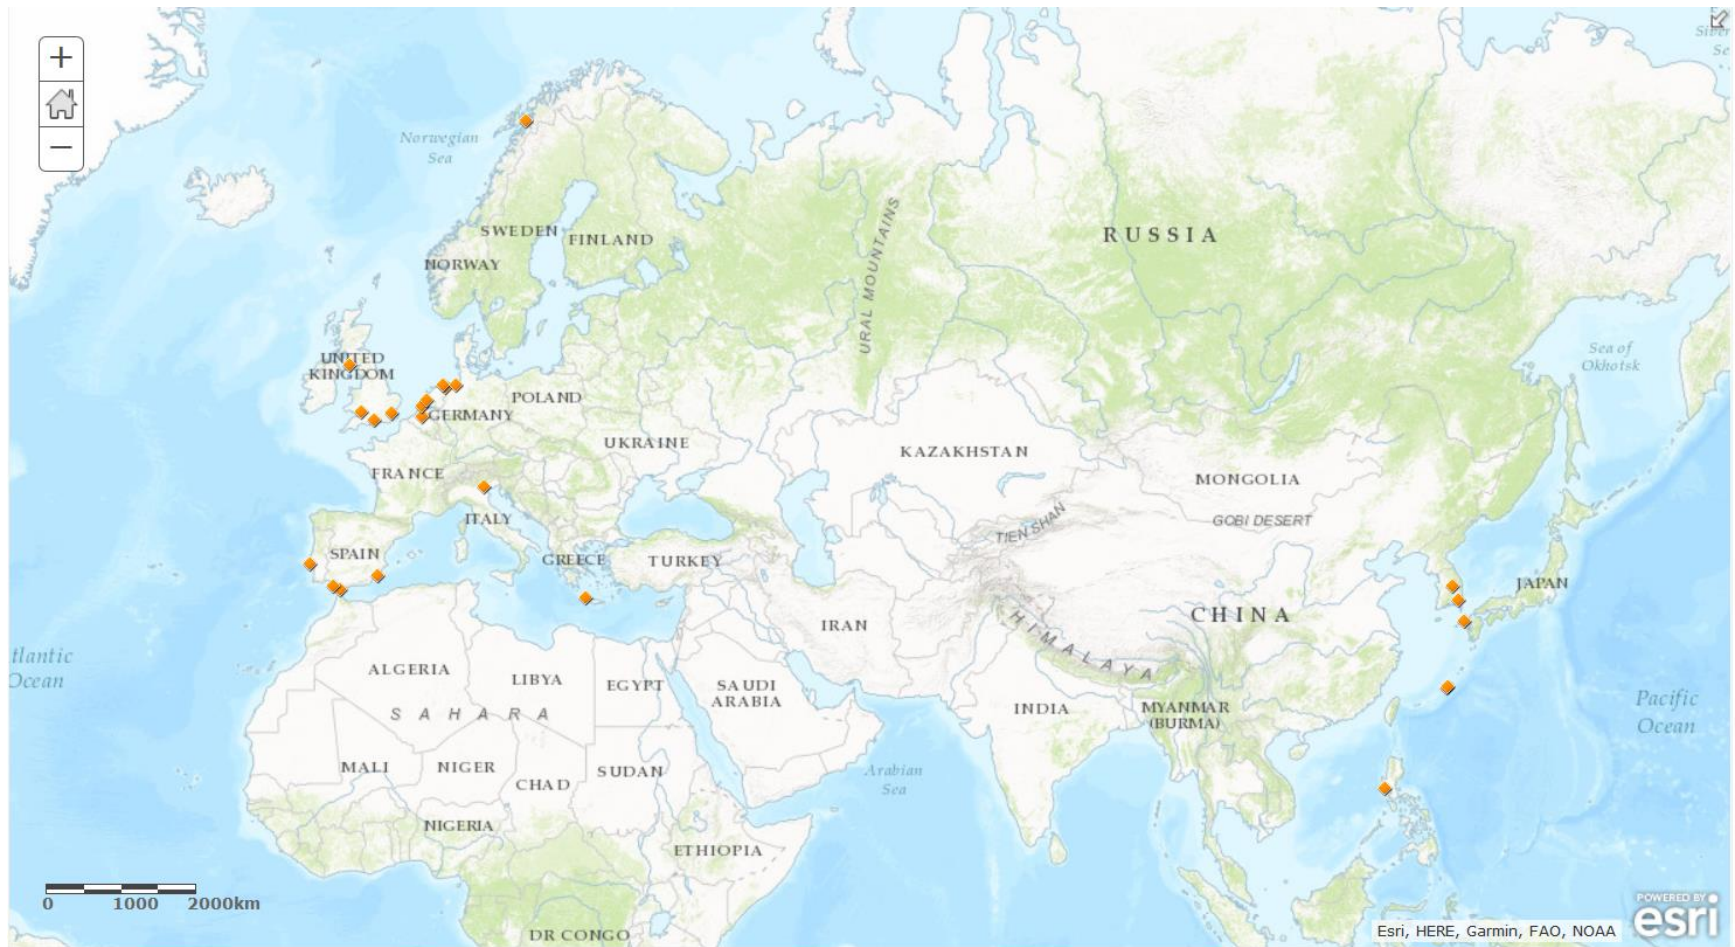 Siber
Se
+
−
Norwegian
Sea
RUSSIA
SWEDEN
FINLAND
NORWAY
URAL MOUNTAINS
UNITED
KINGDOM
Sea of
Okhotsk
POLAND
GERMANY
UKRAINE
KAZAKHSTAN
FRANCE
MONGOLIA
ITALY
GOBI DESERT
TIEN SHAN
SPAIN
GREECE
TURKEY
JAPAN
CHINA
IRAN
HIMALAYA
tlantic
Ocean
ALGERIA
LIBYA
EGYPT
SAUDI
ARABIA
SAHARA
INDIA
MYANMAR
(BURMA)
Pacific
Ocean
MALI
NIGER
CHAD
SUDAN
Arabian
Sea
NIGERIA
ETHIOPIA
0 1000 2000km
DR CONGO
POWERED BY
esri
Esri, HERE, Garmin, FAO, NOAA